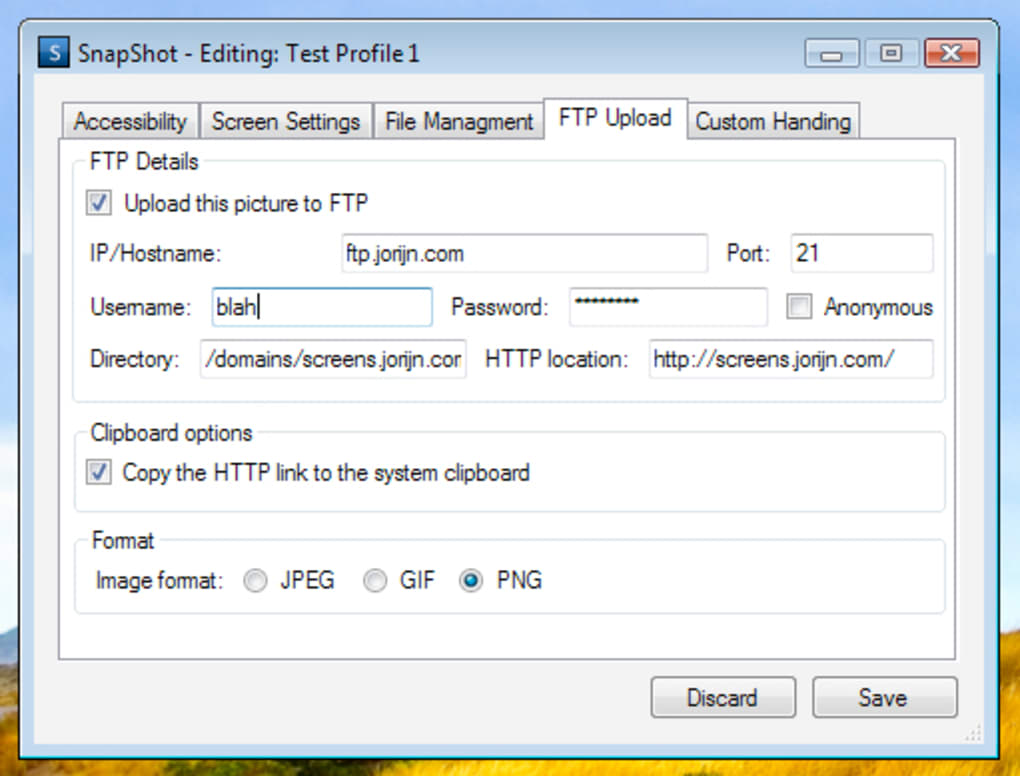 S SnapShot - Editing: Test Profile 1
Accessibility Screen Settings File Managment FTP Upload Custom Handing
FTP Details
Upload this picture to FTP
IP/Hostname: ftp.jorijn.com Port: 21
Username: blah Password: ******** Anonymous
Directory: /domains/screens.jorijn.cor HTTP location: http://screens.jorijn.com/
Clipboard options
Copy the HTTP link to the system clipboard
Format
Image format: JPEG GIF PNG
Discard Save